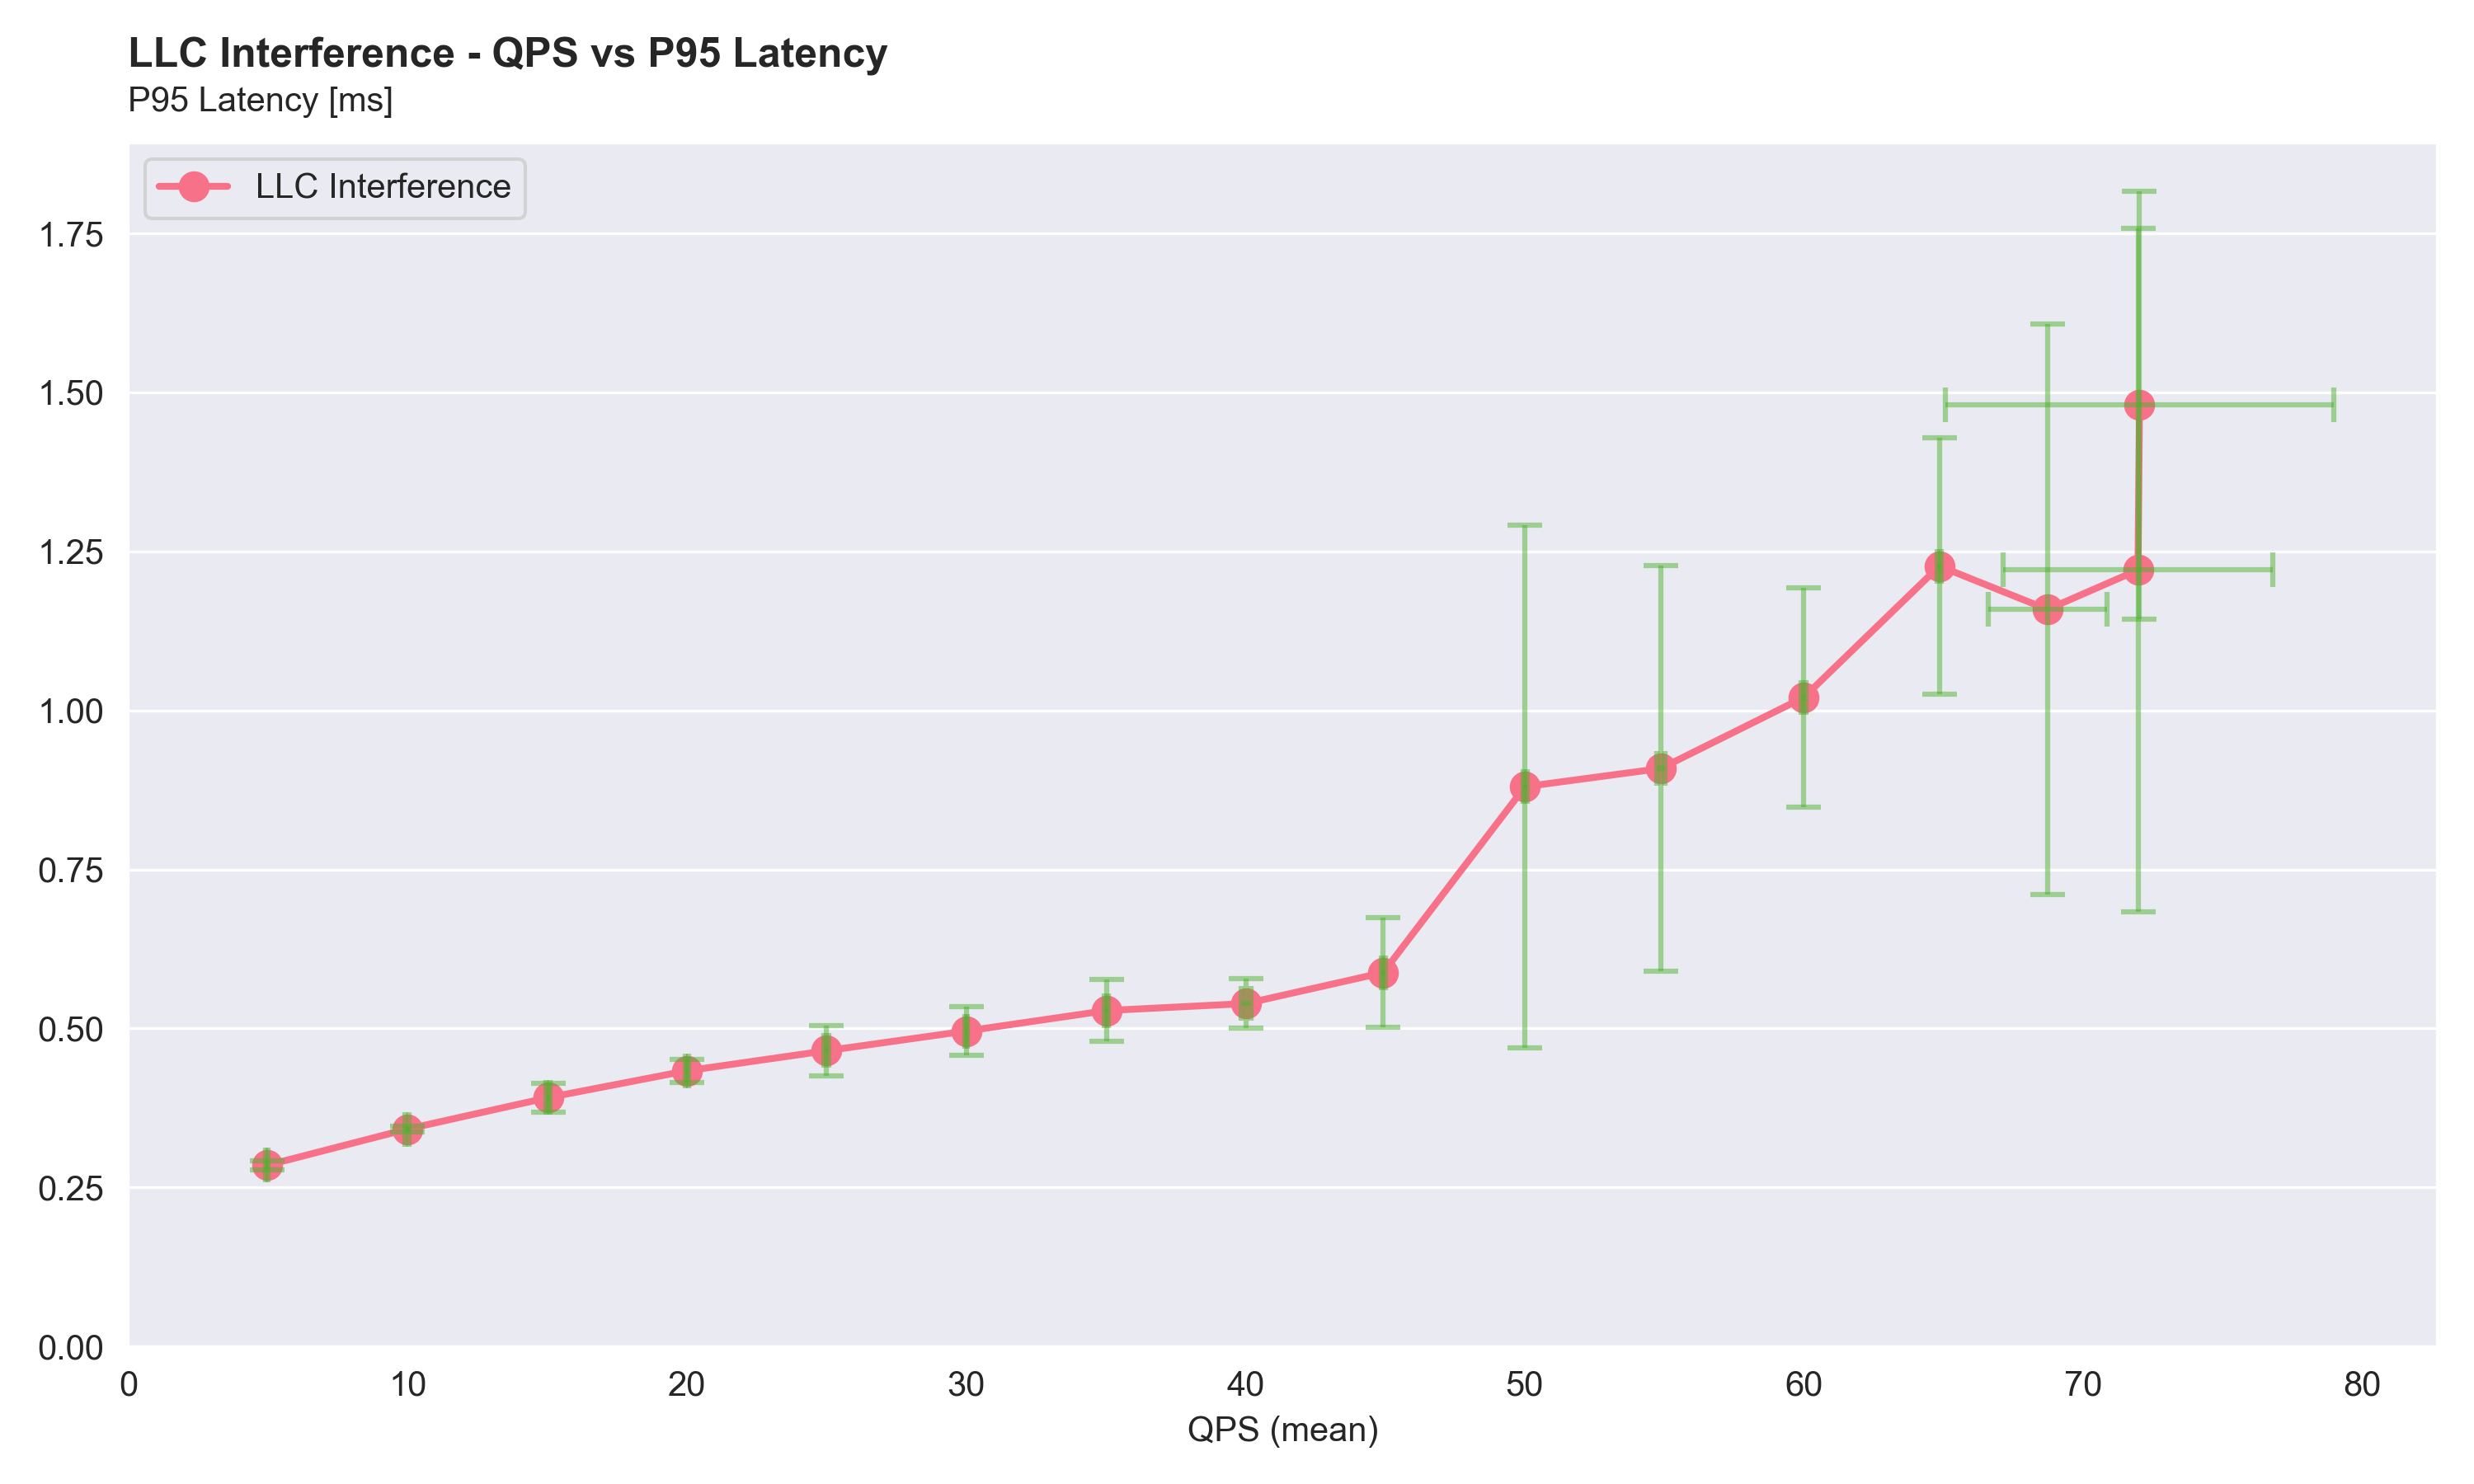 LLC Interference - QPS vs P95 Latency
P95 Latency [ms]
LLC Interference
1.75
1.50
1.25
1.00
0.75
0.50
0.25
0.00
0 10 20 30 40 50 60 70 80
QPS (mean)